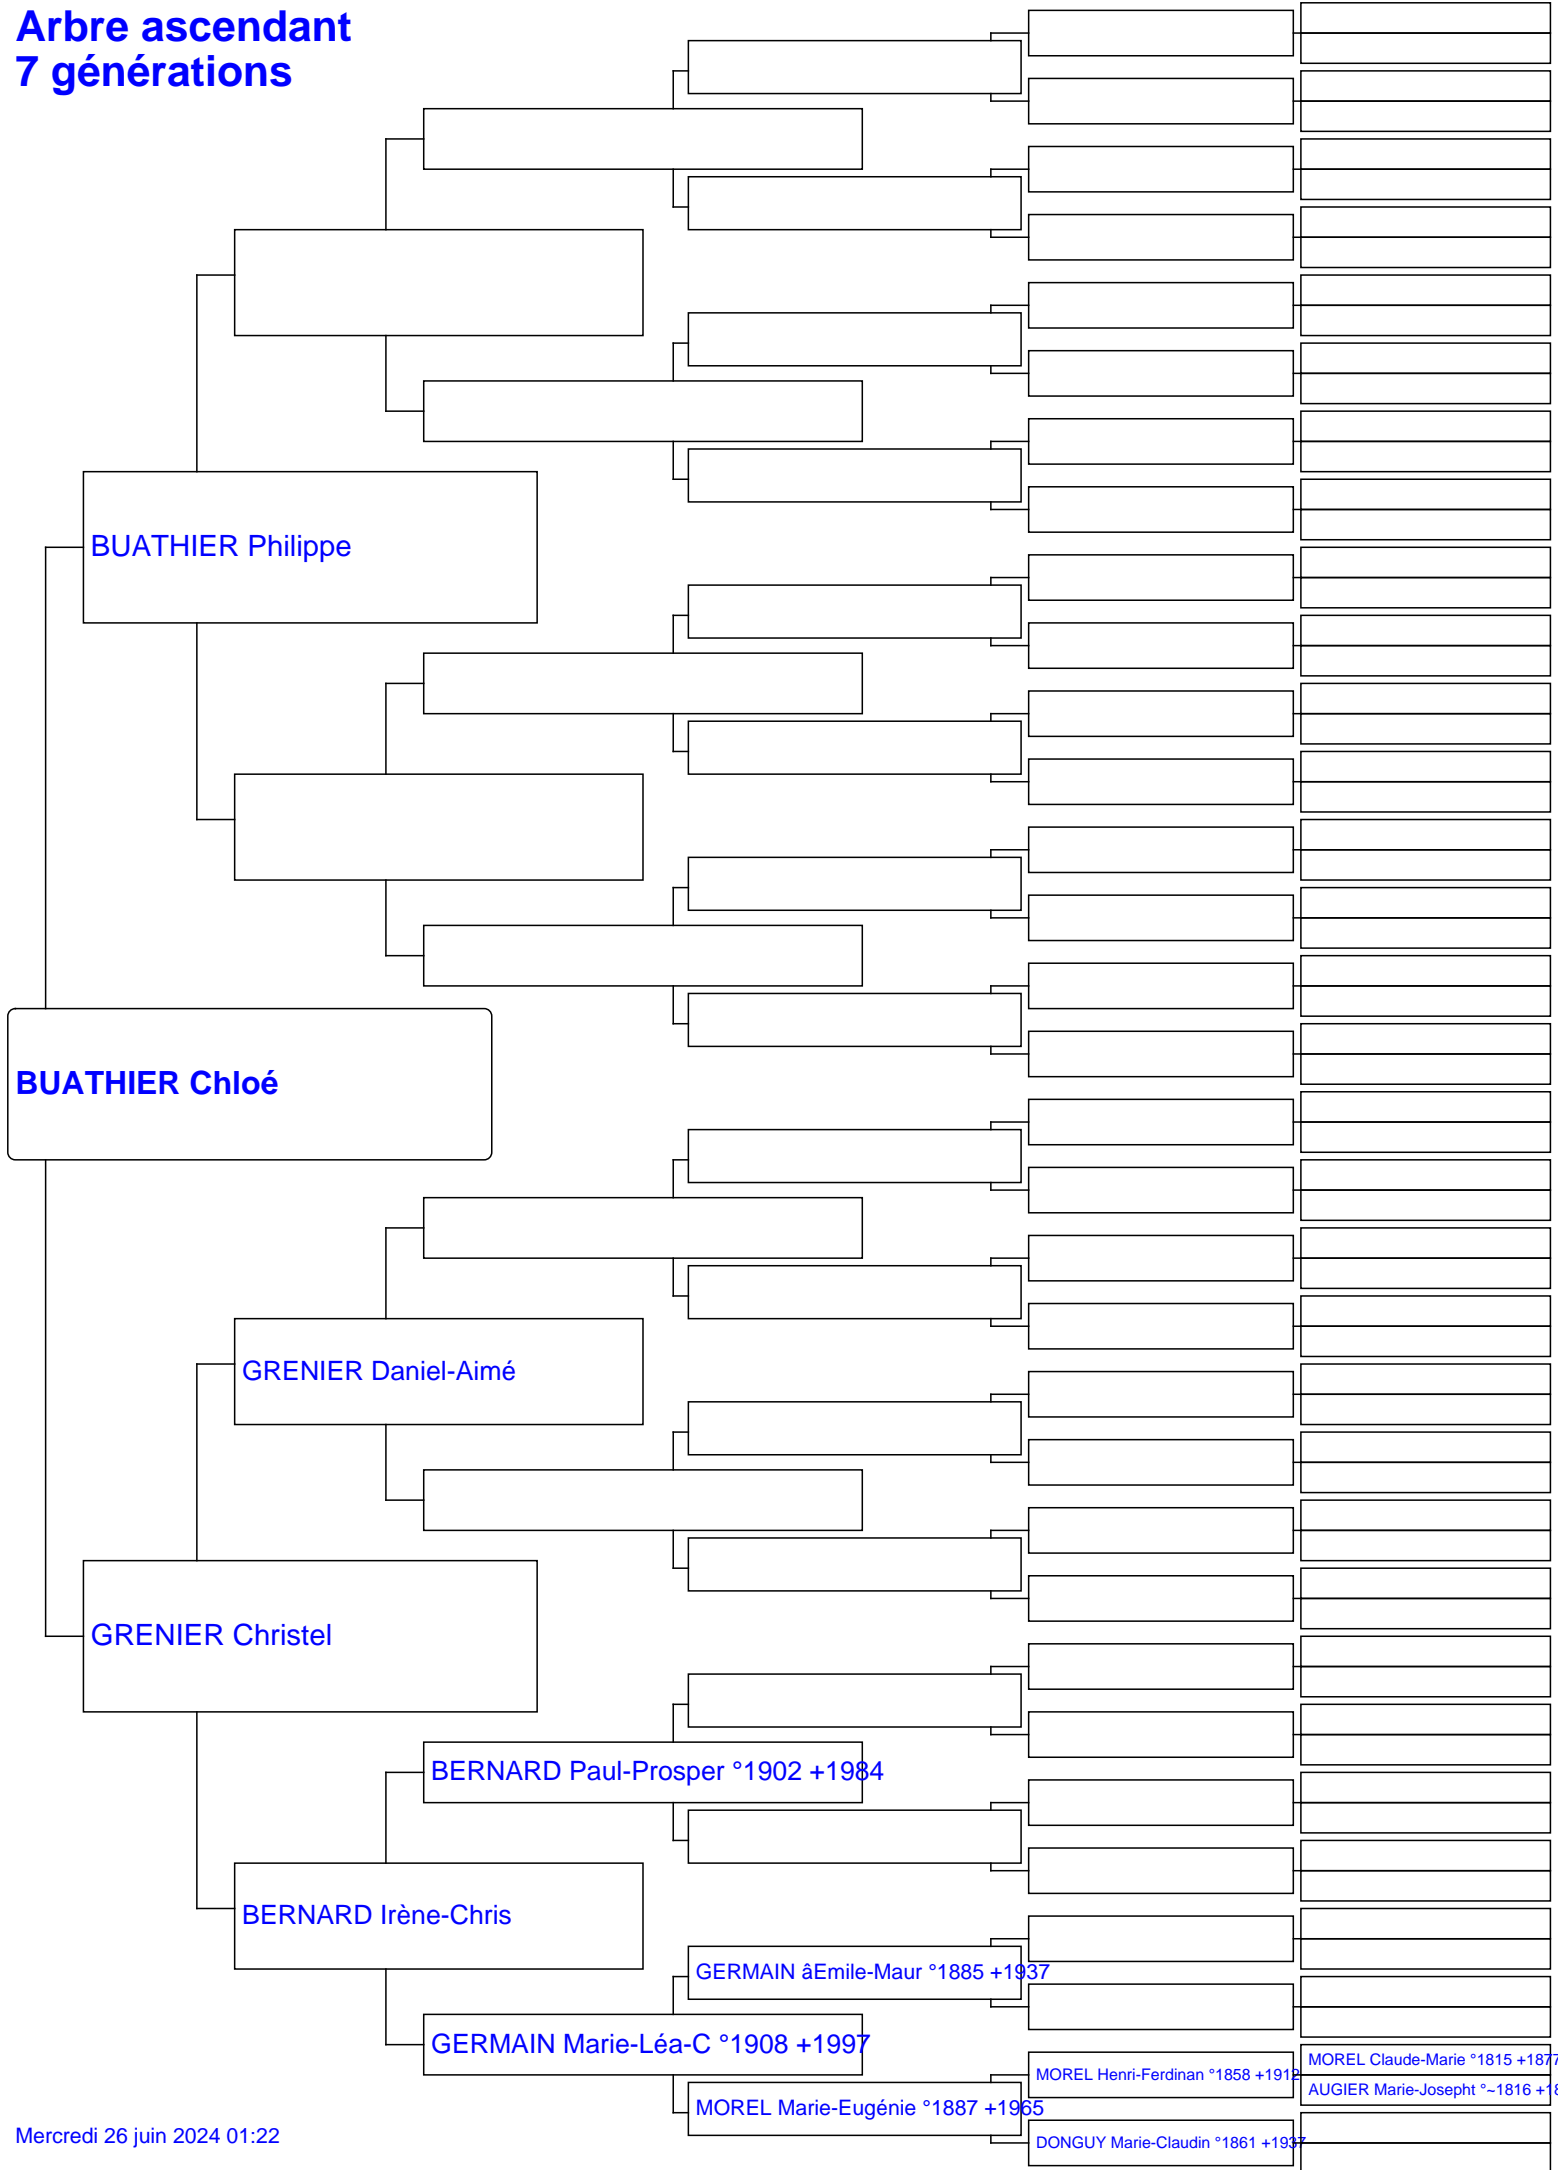 Arbre ascendant
7 générations
BUATHIER Philippe
BUATHIER Chloé
GRENIER Daniel-Aimé
GRENIER Christel
BERNARD Paul-Prosper °1902 +1984
BERNARD Irène-Chris
GERMAIN âEmile-Maur °1885 +1937
GERMAIN Marie-Léa-C °1908 +1997
MOREL Claude-Marie °1815 +1877
MOREL Henri-Ferdinan °1858 +1912
AUGIER Marie-Josepht °~1816 +18
MOREL Marie-Eugénie °1887 +1965
DONGUY Marie-Claudin °1861 +1937
Mercredi 26 juin 2024 01:22